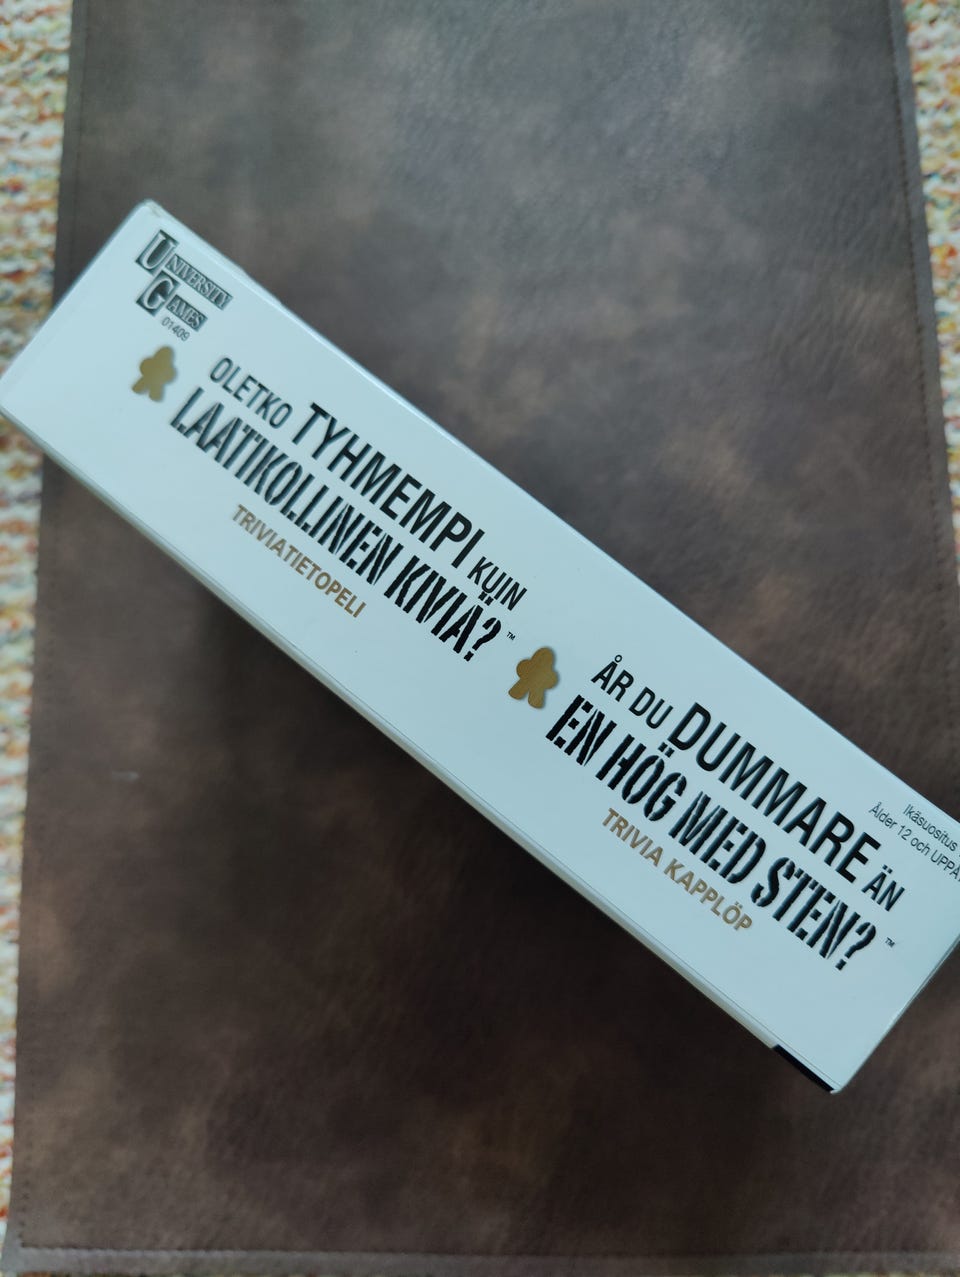 UNIVERSITY
GAMES
01409
OLETKO TYHMEMPI KUIN
LAATIKOLLINEN KIVIÄ?™
TRIVIATIETOPELI
ÅR DU DUMMARE ÄN
EN HÖG MED STEN?™
TRIVIA KAPPLÖP
Ikäsuositus
Ålder 12 och